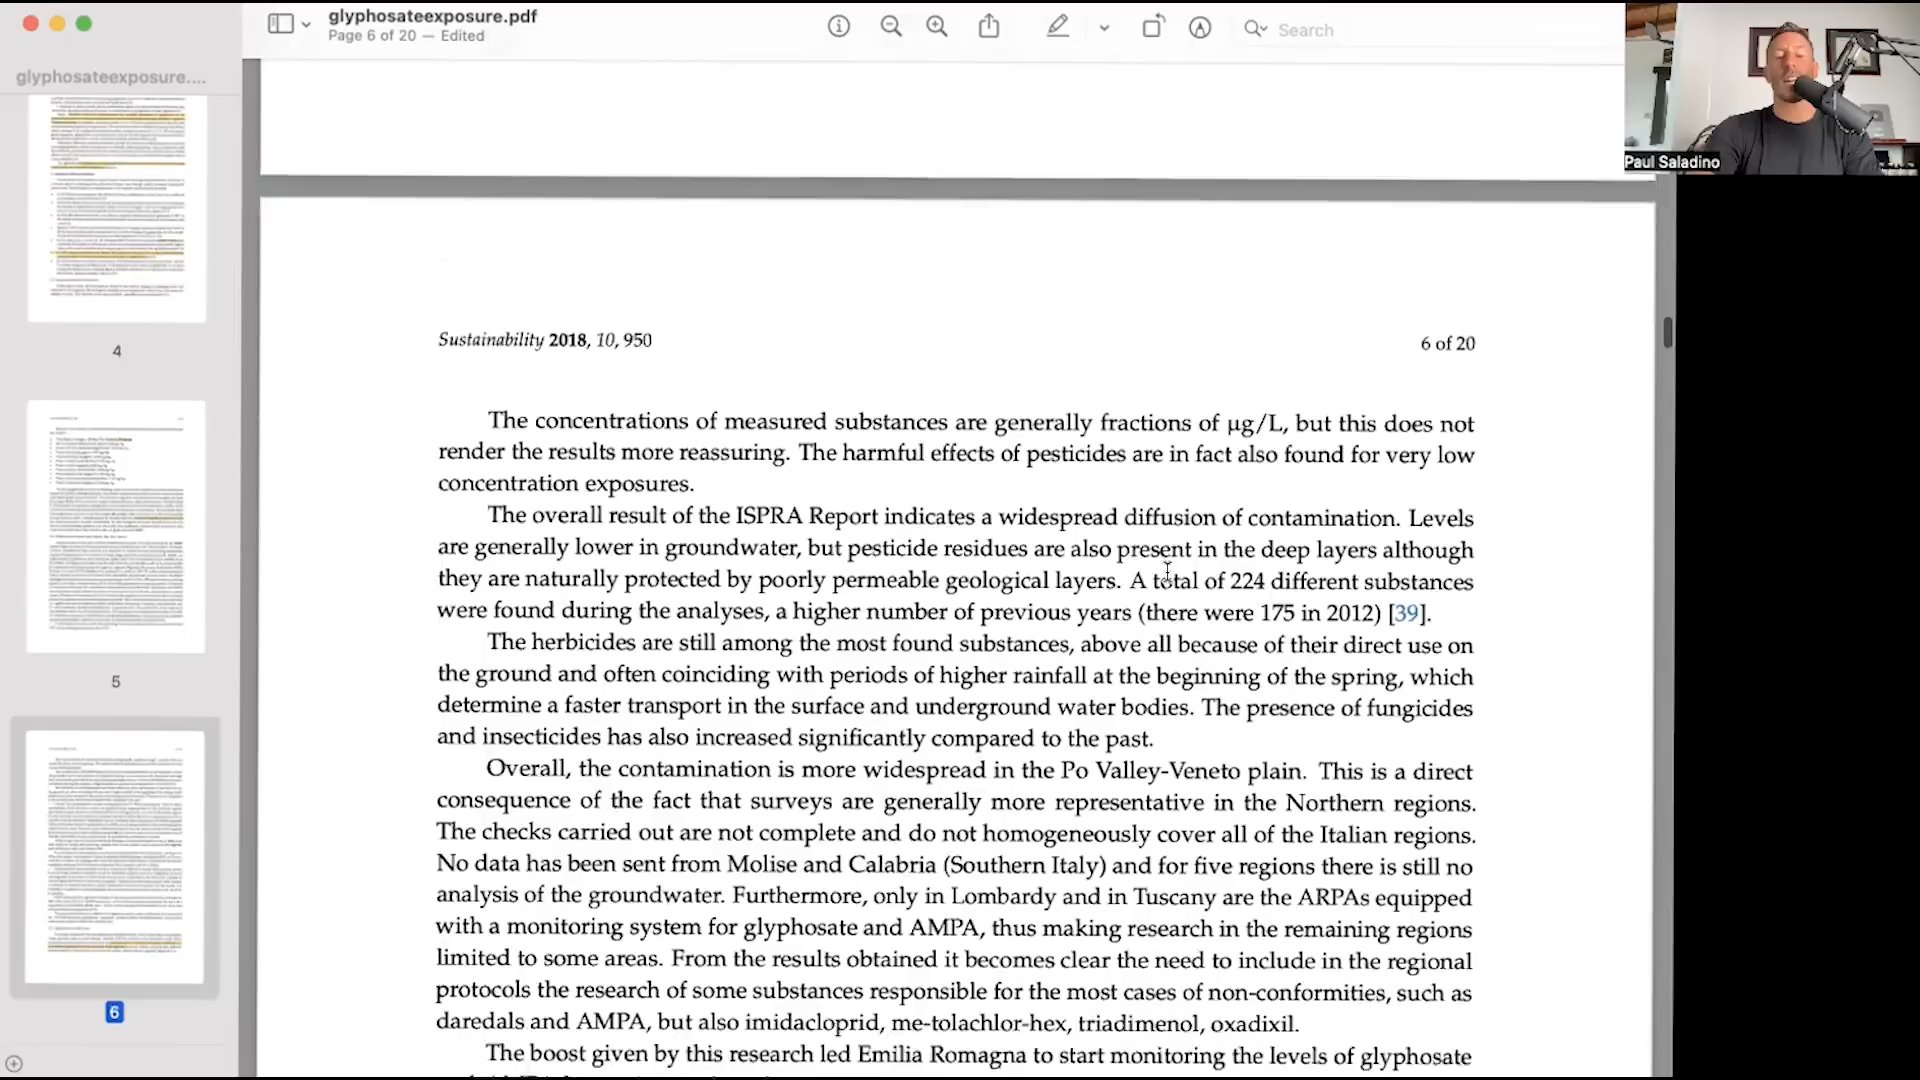 glyphosateexposure.pdf
Page 6 of 20 — Edited
Search
glyphosateexposure....
4
5
6
Paul Saladino
Sustainability 2018, 10, 950
6 of 20
The concentrations of measured substances are generally fractions of µg/L, but this does not
render the results more reassuring. The harmful effects of pesticides are in fact also found for very low
concentration exposures.
The overall result of the ISPRA Report indicates a widespread diffusion of contamination. Levels
are generally lower in groundwater, but pesticide residues are also present in the deep layers although
they are naturally protected by poorly permeable geological layers. A total of 224 different substances
were found during the analyses, a higher number of previous years (there were 175 in 2012) [39].
The herbicides are still among the most found substances, above all because of their direct use on
the ground and often coinciding with periods of higher rainfall at the beginning of the spring, which
determine a faster transport in the surface and underground water bodies. The presence of fungicides
and insecticides has also increased significantly compared to the past.
Overall, the contamination is more widespread in the Po Valley-Veneto plain. This is a direct
consequence of the fact that surveys are generally more representative in the Northern regions.
The checks carried out are not complete and do not homogeneously cover all of the Italian regions.
No data has been sent from Molise and Calabria (Southern Italy) and for five regions there is still no
analysis of the groundwater. Furthermore, only in Lombardy and in Tuscany are the ARPAs equipped
with a monitoring system for glyphosate and AMPA, thus making research in the remaining regions
limited to some areas. From the results obtained it becomes clear the need to include in the regional
protocols the research of some substances responsible for the most cases of non-conformities, such as
daredals and AMPA, but also imidacloprid, me-tolachlor-hex, triadimenol, oxadixil.
The boost given by this research led Emilia Romagna to start monitoring the levels of glyphosate